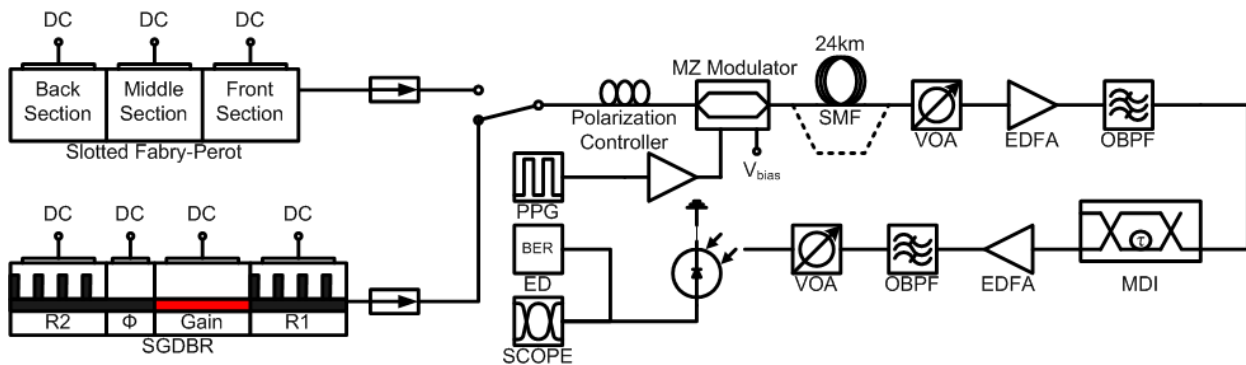 DC DC DC
Back Section
Middle Section
Front Section
Slotted Fabry-Perot
DC DC DC DC
R2 Φ Gain R1
SGDBR
Polarization
Controller
MZ Modulator
V_bias
24km
SMF
VOA
EDFA
OBPF
PPG
BER
ED
SCOPE
VOA
OBPF
EDFA
τ
MDI